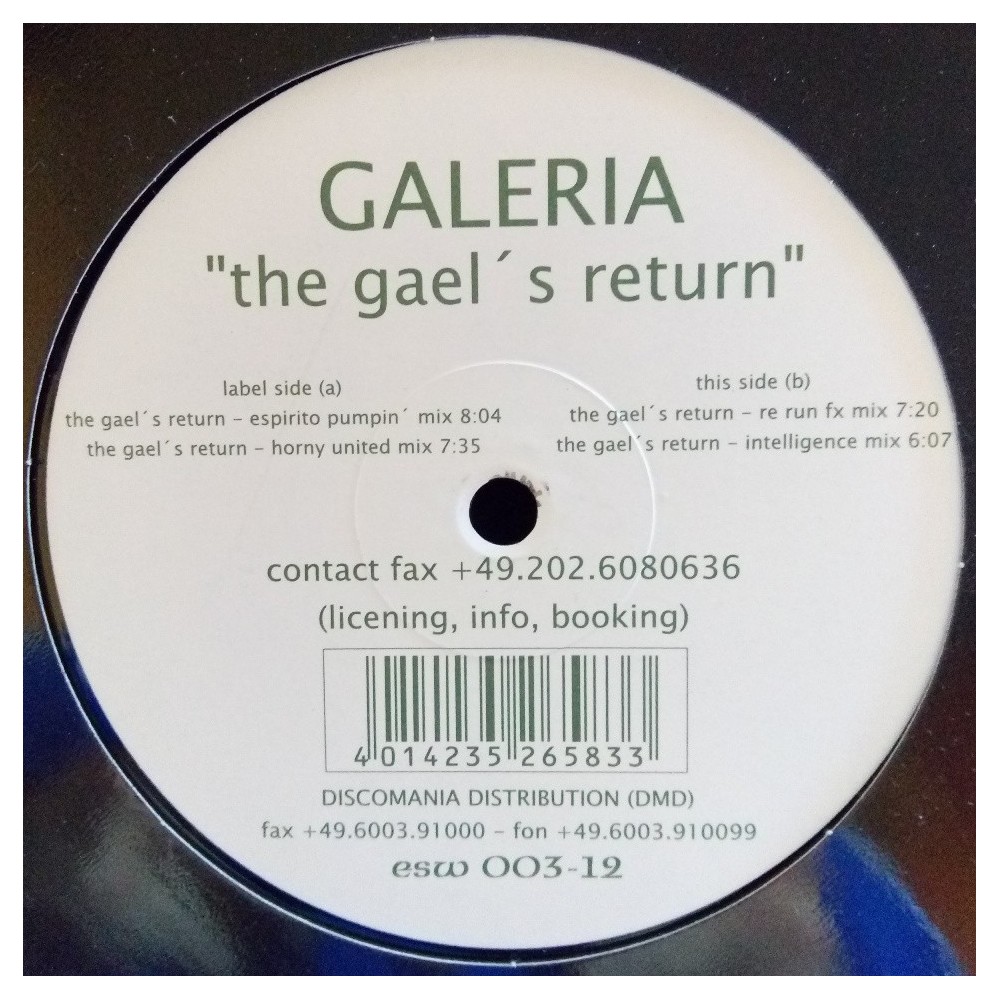 GALERIA
"the gael´s return"
label side (a)
the gael´s return – espirito pumpin´ mix 8:04
the gael´s return – horny united mix 7:35
this side (b)
the gael´s return – re run fx mix 7:20
the gael´s return – intelligence mix 6:07
contact fax +49.202.6080636
(licening, info, booking)
4 014235 265833
DISCOMANIA DISTRIBUTION (DMD)
fax +49.6003.91000 – fon +49.6003.910099
esw 003-12